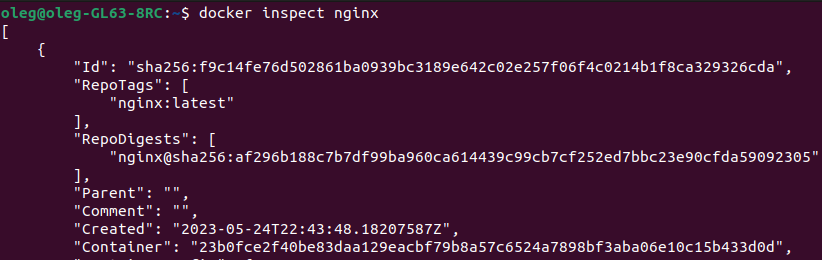 oleg@oleg-GL63-8RC:~$ docker inspect nginx
[
    {
        "Id": "sha256:f9c14fe76d502861ba0939bc3189e642c02e257f06f4c0214b1f8ca329326cda",
        "RepoTags": [
            "nginx:latest"
        ],
        "RepoDigests": [
            "nginx@sha256:af296b188c7b7df99ba960ca614439c99cb7cf252ed7bbc23e90cfda59092305"
        ],
        "Parent": "",
        "Comment": "",
        "Created": "2023-05-24T22:43:48.18207587Z",
        "Container": "23b0fce2f40be83daa129eacbf79b8a57c6524a7898bf3aba06e10c15b433d0d",